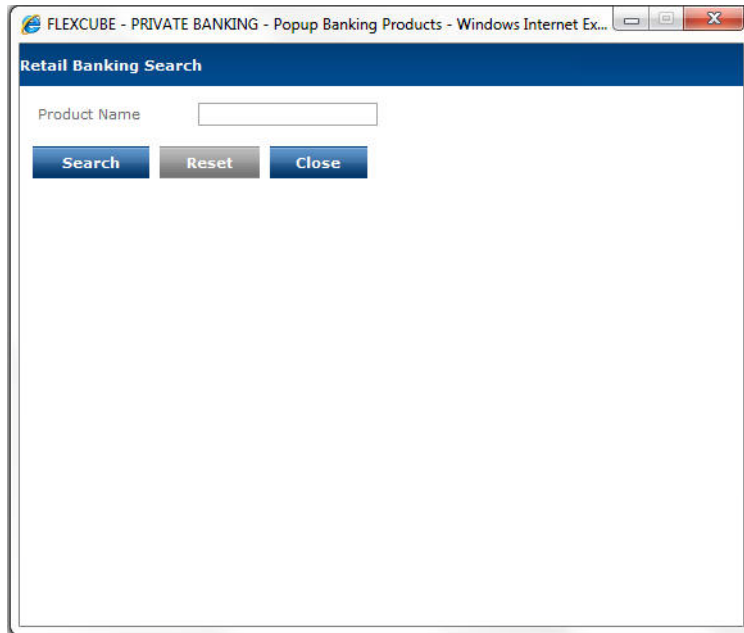 FLEXCUBE - PRIVATE BANKING - Popup Banking Products - Windows Internet Ex...
Retail Banking Search
Product Name
Search Reset Close